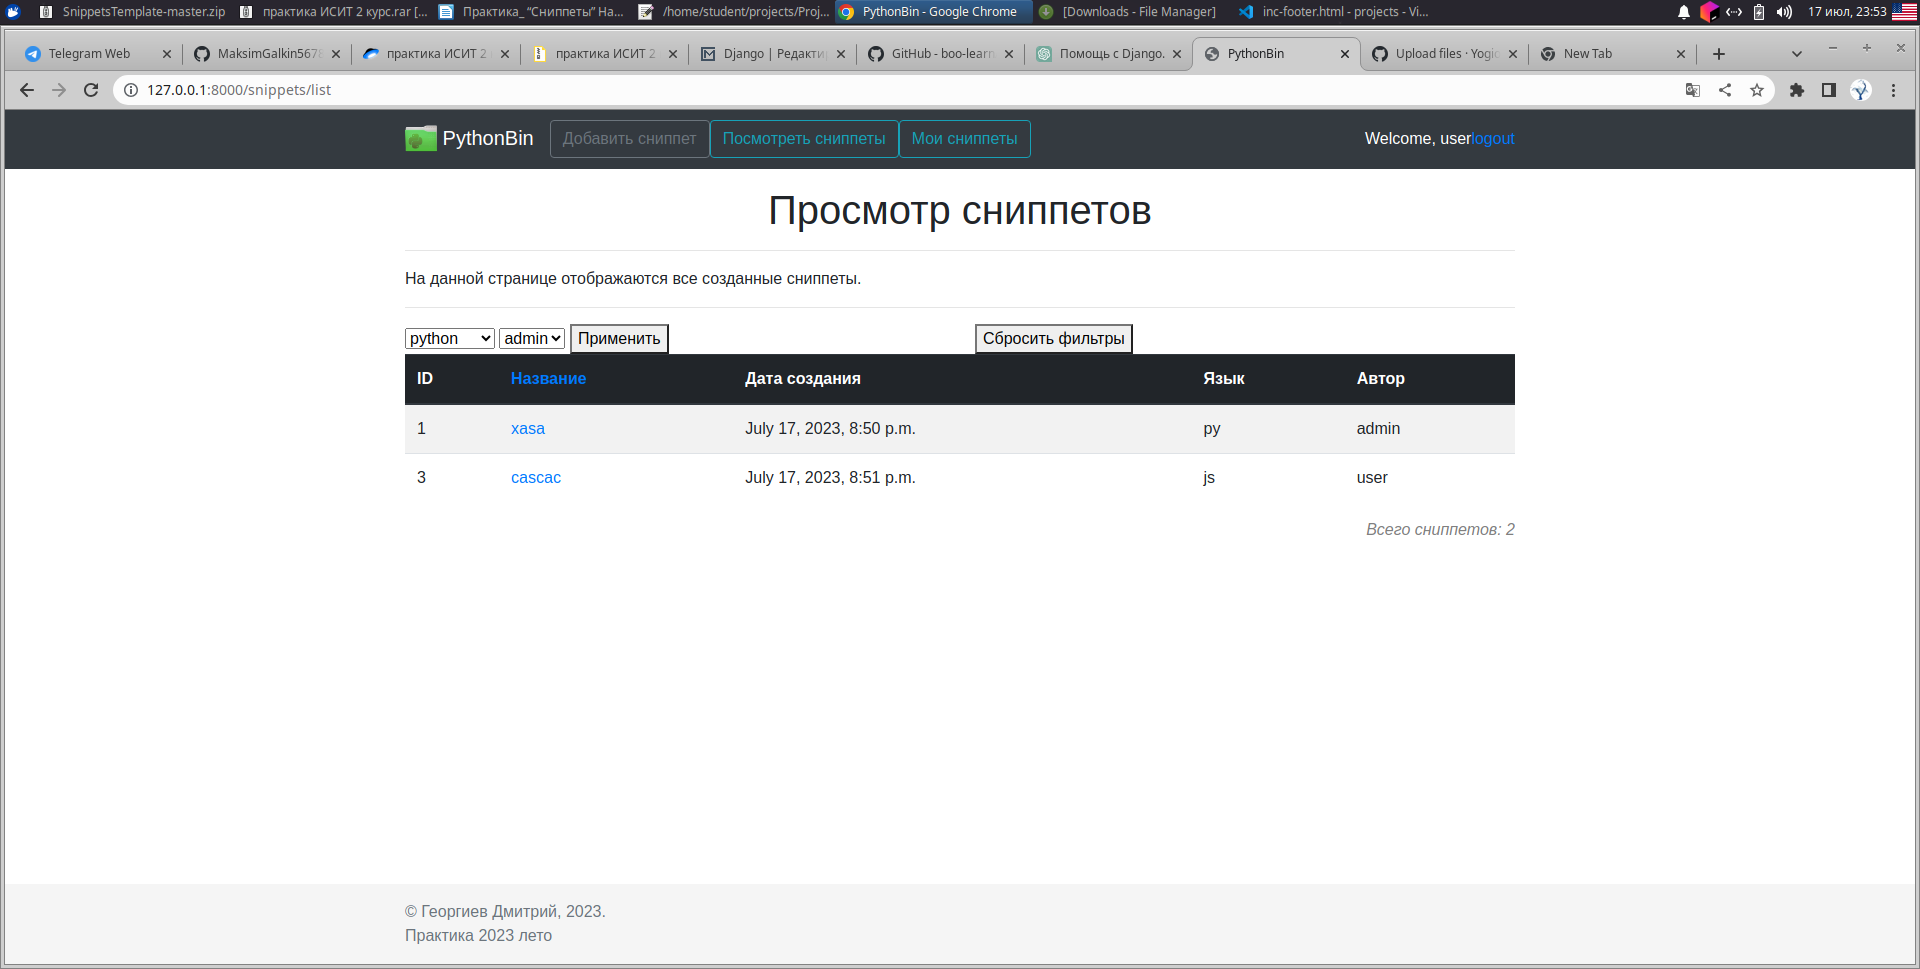 SnippetsTemplate-master.zip практика ИСИТ 2 курс.rar [... Практика_ “Сниппеты” На... /home/student/projects/Proj... PythonBin - Google Chrome [Downloads - File Manager] inc-footer.html - projects - Vi... 17 июл, 23:53
Telegram Web MaksimGalkin5678 практика ИСИТ 2 практика ИСИТ 2 Django | Редакти GitHub - boo-learn Помощь с Django. PythonBin Upload files · Yogi New Tab
127.0.0.1:8000/snippets/list
PythonBin Добавить сниппет Посмотреть сниппеты Мои сниппеты Welcome, userlogout
Просмотр сниппетов
На данной странице отображаются все созданные сниппеты.
python admin Применить Сбросить фильтры
ID Название Дата создания Язык Автор
1 xasa July 17, 2023, 8:50 p.m. py admin
3 cascac July 17, 2023, 8:51 p.m. js user
Всего сниппетов: 2
© Георгиев Дмитрий, 2023.
Практика 2023 лето